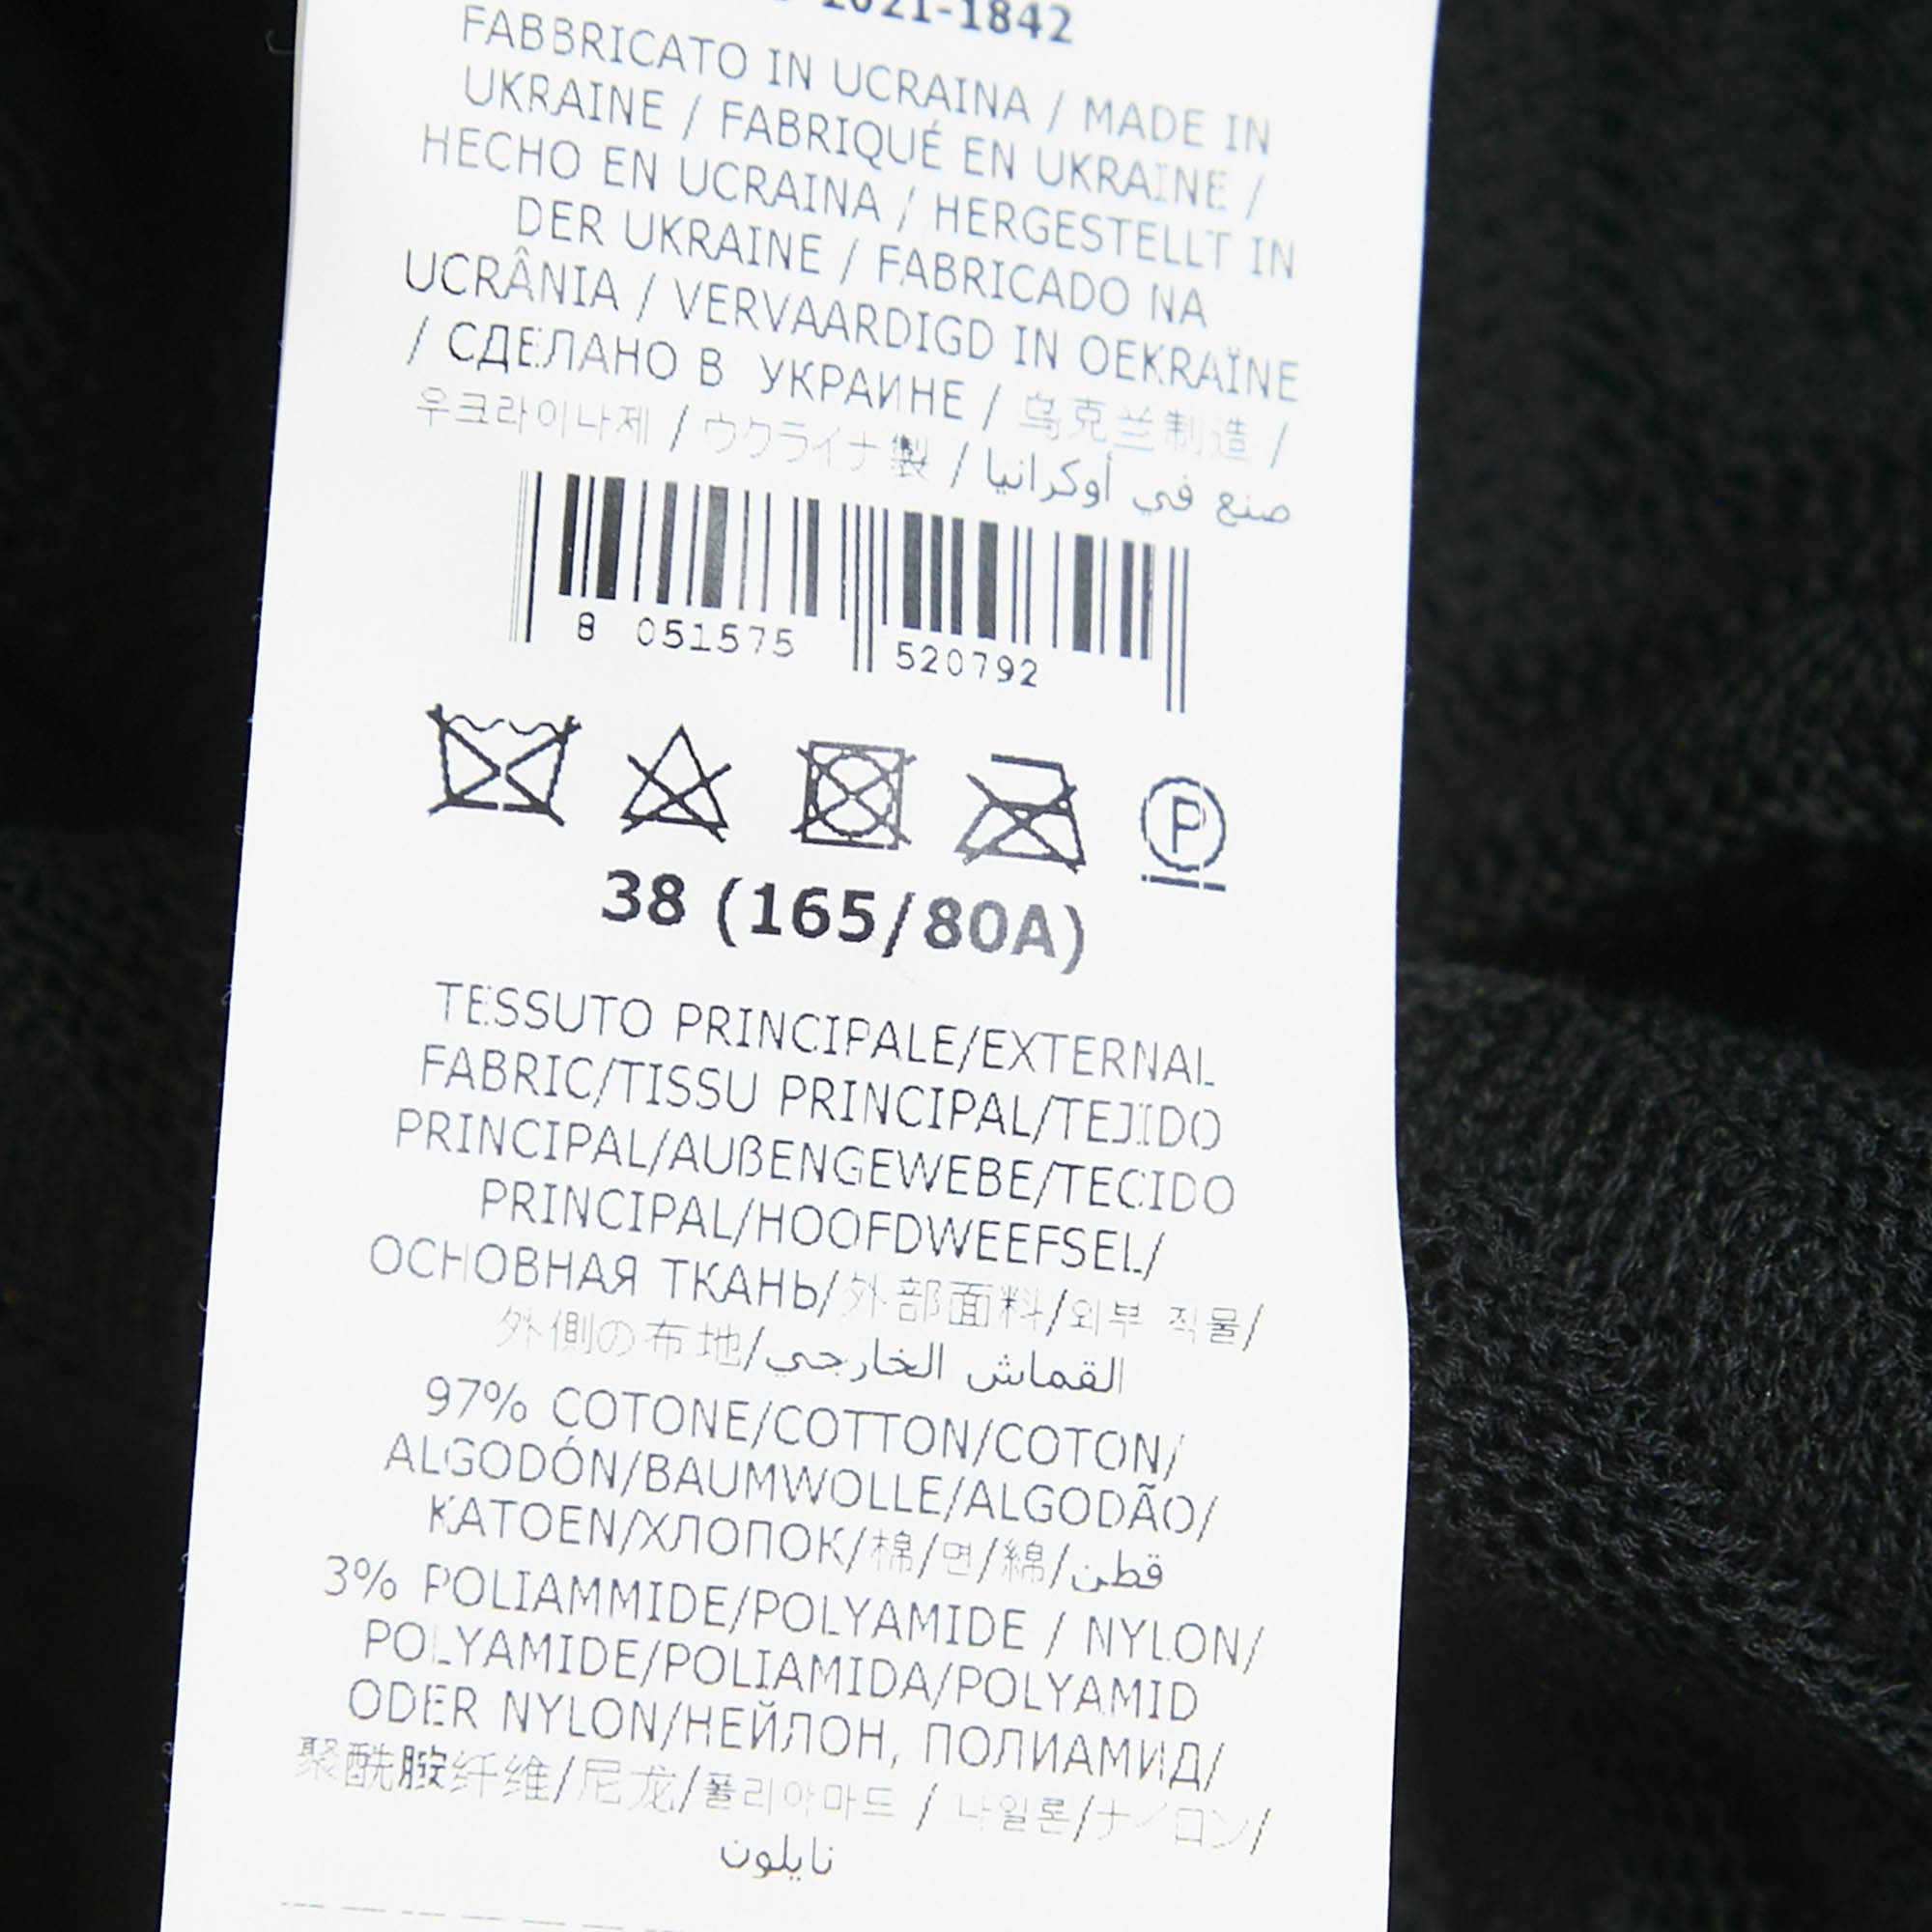 1021-1842
FABBRICATO IN UCRAINA / MADE IN
UKRAINE / FABRIQUÉ EN UKRAINE /
HECHO EN UCRAINA / HERGESTELLT IN
DER UKRAINE / FABRICADO NA
UCRÂNIA / VERVAARDIGD IN OEKRAÏNE
/ СДЕЛАНО В УКРАИНЕ / 乌克兰制造 /
우크라이나제 / ウクライナ製 / صنع في أوكرانيا
8 051575 520792
P
38 (165/80A)
TESSUTO PRINCIPALE/EXTERNAL
FABRIC/TISSU PRINCIPAL/TEJIDO
PRINCIPAL/AUßENGEWEBE/TECIDO
PRINCIPAL/HOOFDWEEFSEL/
ОСНОВНАЯ ТКАНЬ/外部面料/외부 직물/
外側の布地/القماش الخارجي
97% COTONE/COTTON/COTON/
ALGODÓN/BAUMWOLLE/ALGODÃO/
KATOEN/ХЛОПОК/棉/면/綿/قطن
3% POLIAMMIDE/POLYAMIDE / NYLON/
POLYAMIDE/POLIAMIDA/POLYAMID
ODER NYLON/НЕЙЛОН, ПОЛИАМИД/
聚酰胺纤维/尼龙/폴리아마드 / 나일론/ナイロン/
نايلون